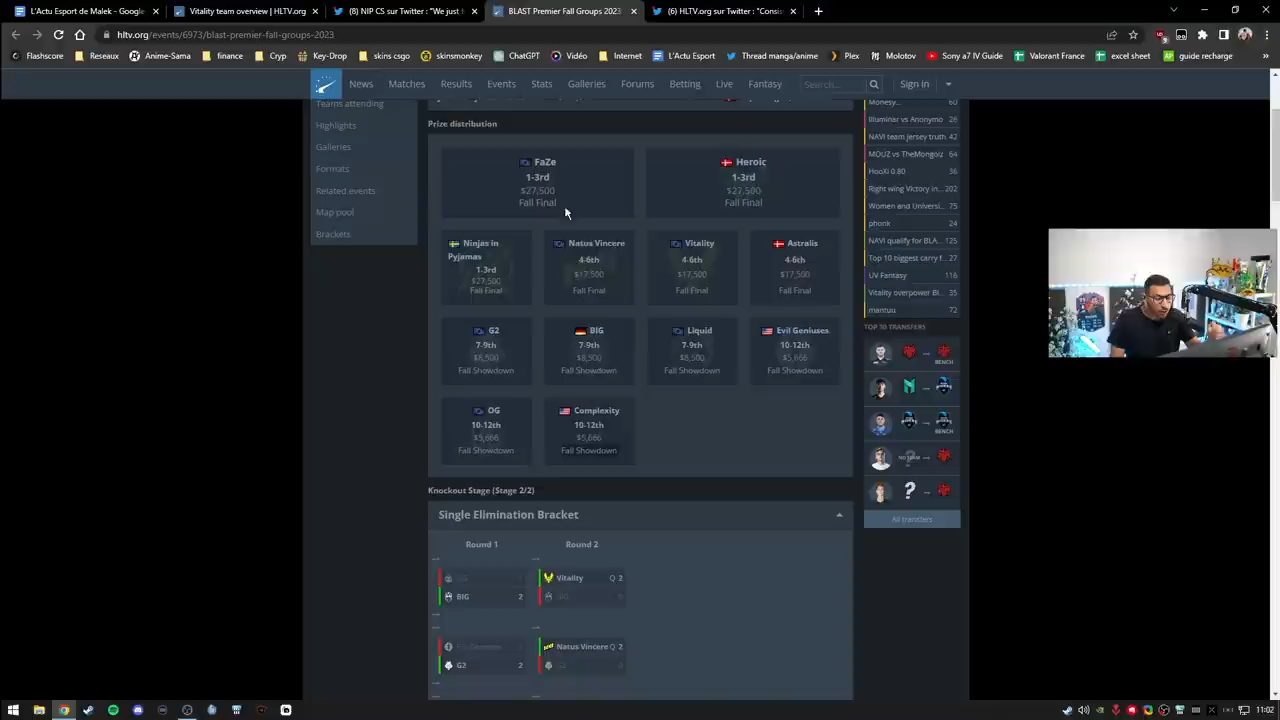 L'Actu Esport de Malek - Google
Vitality team overview | HLTV.org
(8) NIP CS sur Twitter : "We just f
BLAST Premier Fall Groups 2023
(6) HLTV.org sur Twitter : "Consis
hltv.org/events/6973/blast-premier-fall-groups-2023
Flashscore
Reseaux
Anime-Sama
finance
Cryp
Key-Drop
skins csgo
skinsmonkey
ChatGPT
Vidéo
Internet
L'Actu Esport
Thread manga/anime
Plex
Molotov
Sony a7 IV Guide
Valorant France
excel sheet
guide recharge
News
Matches
Results
Events
Stats
Galleries
Forums
Betting
Live
Fantasy
Search...
Sign in
Teams attending
Highlights
Galleries
Formats
Related events
Map pool
Brackets
Prize distribution
FaZe
1-3rd
$27,500
Fall Final
Heroic
1-3rd
$27,500
Fall Final
Ninjas in
Pyjamas
1-3rd
$27,500
Fall Final
Natus Vincere
4-6th
$17,500
Fall Final
Vitality
4-6th
$17,500
Fall Final
Astralis
4-6th
$17,500
Fall Final
G2
7-9th
$8,500
Fall Showdown
BIG
7-9th
$8,500
Fall Showdown
Liquid
7-9th
$8,500
Fall Showdown
Evil Geniuses
10-12th
$5,666
Fall Showdown
OG
10-12th
$5,666
Fall Showdown
Complexity
10-12th
$5,666
Fall Showdown
Knockout Stage (Stage 2/2)
Single Elimination Bracket
Round 1
Round 2
BIG 2
Vitality Q 2
G2 2
Natus Vincere Q 2
Monesy... 60
Illuminar vs Anonymo 28
NAVI team jersey truth 42
MOUZ vs TheMongolz 64
HooXi 0.80 36
Right wing Victory in... 202
Women and Universi... 75
phonk 24
NAVI qualify for BLA... 125
Top 10 biggest carry f... 27
UV Fantasy 116
Vitality overpower BI... 35
mantuu 72
TOP 10 TRANSFERS
BENCH
BENCH
All transfers
11:02